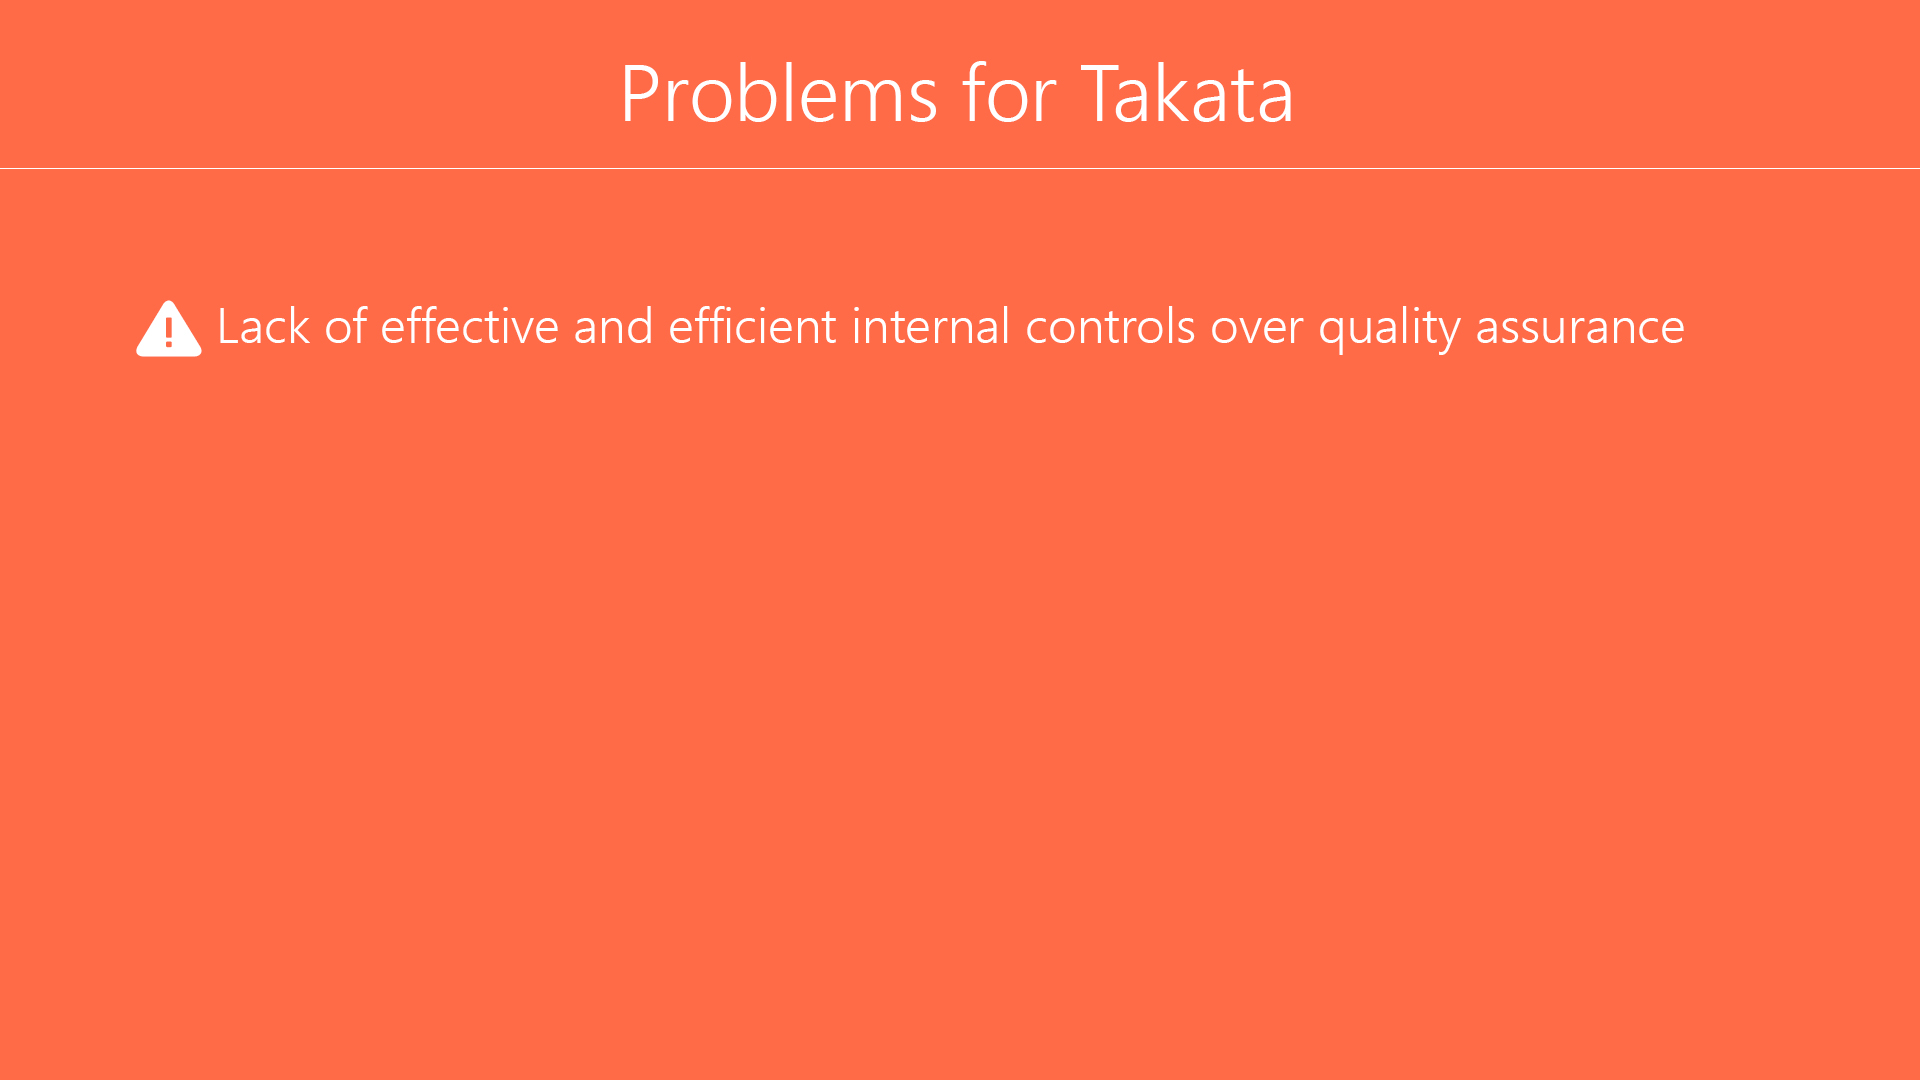 Problems for Takata
Lack of effective and efficient internal controls over quality assurance